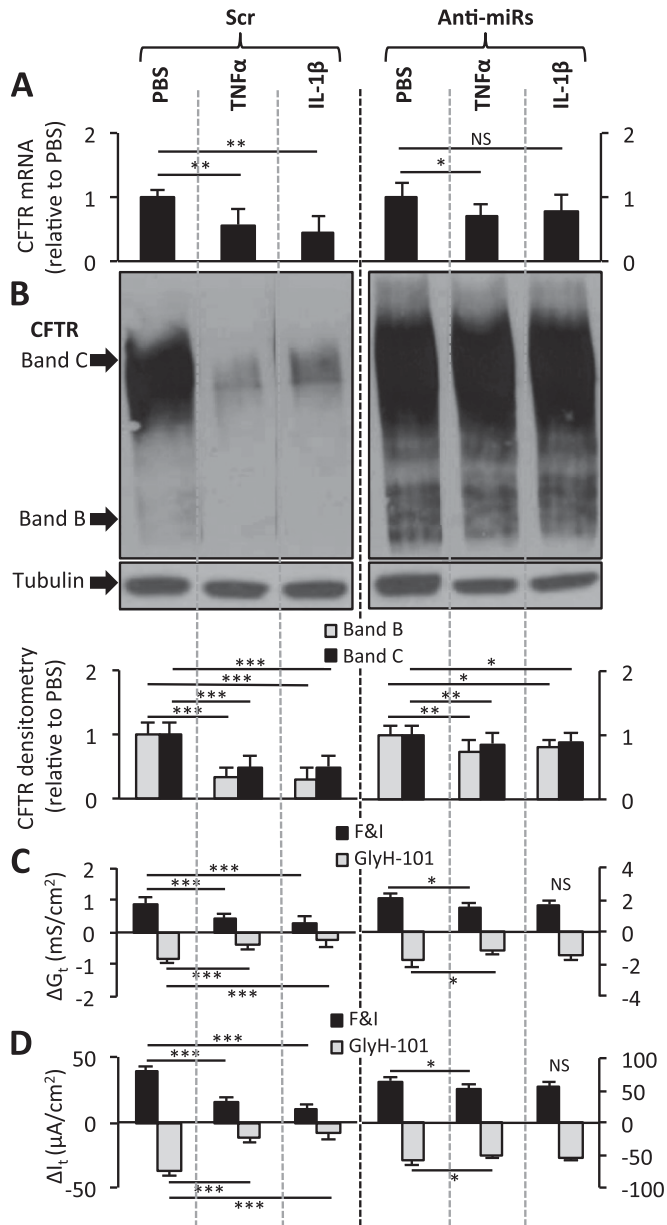 Scr Anti-miRs
PBS TNFα IL-1β PBS TNFα IL-1β
A
CFTR mRNA
(relative to PBS)
2 2
1 1
0 0
** ** * NS
B
CFTR
Band C
Band B
Tubulin
Band B
Band C
CFTR densitometry
(relative to PBS)
2 2
1 1
0 0
*** *
*** *
*** **
*** **
C
F&I
GlyH-101
ΔGt (mS/cm²)
2 4
1 2
0 0
-1 -2
-2 -4
*** NS
*** *
*** *
***
D
F&I
GlyH-101
ΔIt (µA/cm²)
50 100
50
0 0
-50
-50 -100
*** NS
*** *
*** *
***